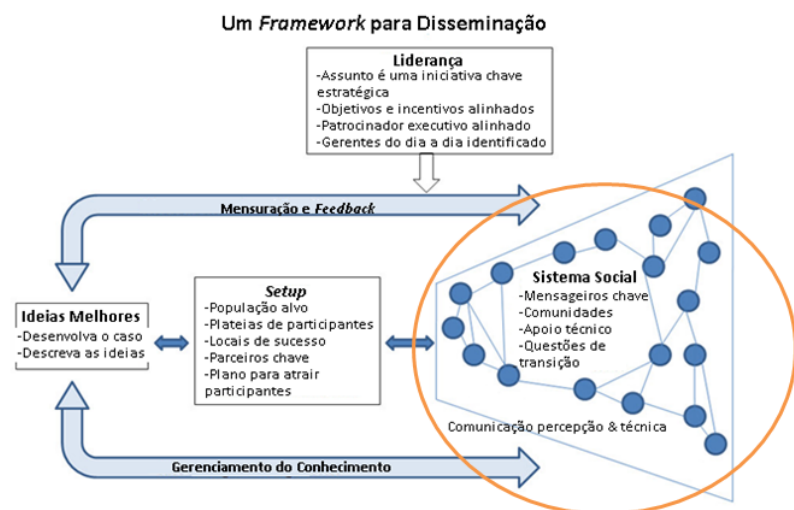 Um Framework para Disseminação
Liderança
-Assunto é uma iniciativa chave
estratégica
-Objetivos e incentivos alinhados
-Patrocinador executivo alinhado
-Gerentes do dia a dia identificado
Mensuração e Feedback
Ideias Melhores
-Desenvolva o caso
-Descreva as ideias
Setup
-População alvo
-Plateias de participantes
-Locais de sucesso
-Parceiros chave
-Plano para atrair
participantes
Sistema Social
-Mensageiros chave
-Comunidades
-Apoio técnico
-Questões de
transição
Comunicação percepção & técnica
Gerenciamento do Conhecimento